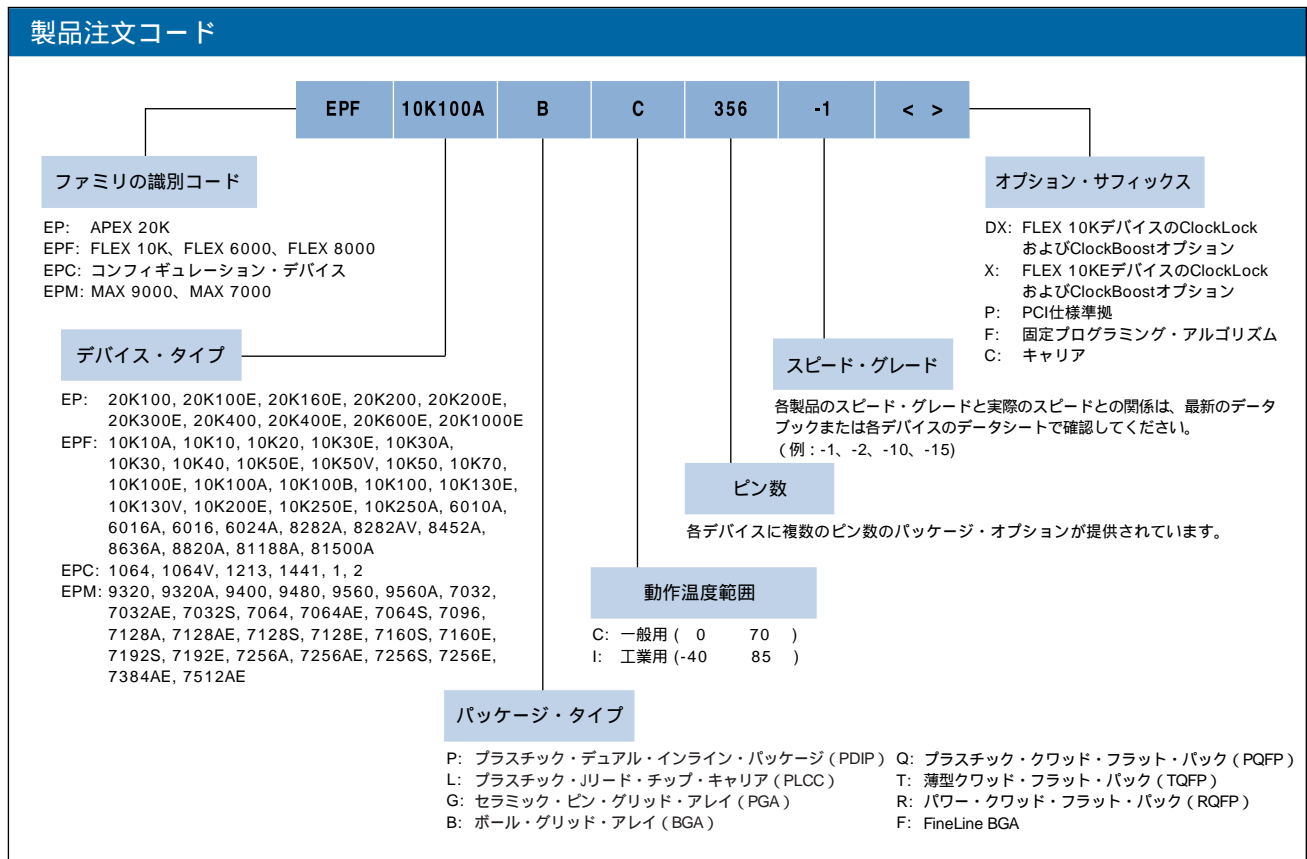 製品注文コード
EPF 10K100A B C 356 -1 < >
ファミリの識別コード
EP: APEX 20K
EPF: FLEX 10K、FLEX 6000、FLEX 8000
EPC: コンフィギュレーション・デバイス
EPM: MAX 9000、MAX 7000
オプション・サフィックス
DX: FLEX 10KデバイスのClockLock
およびClockBoostオプション
X: FLEX 10KEデバイスのClockLock
およびClockBoostオプション
P: PCI仕様準拠
F: 固定プログラミング・アルゴリズム
C: キャリア
デバイス・タイプ
EP: 20K100, 20K100E, 20K160E, 20K200, 20K200E,
20K300E, 20K400, 20K400E, 20K600E, 20K1000E
EPF: 10K10A, 10K10, 10K20, 10K30E, 10K30A,
10K30, 10K40, 10K50E, 10K50V, 10K50, 10K70,
10K100E, 10K100A, 10K100B, 10K100, 10K130E,
10K130V, 10K200E, 10K250E, 10K250A, 6010A,
6016A, 6016, 6024A, 8282A, 8282AV, 8452A,
8636A, 8820A, 81188A, 81500A
EPC: 1064, 1064V, 1213, 1441, 1, 2
EPM: 9320, 9320A, 9400, 9480, 9560, 9560A, 7032,
7032AE, 7032S, 7064, 7064AE, 7064S, 7096,
7128A, 7128AE, 7128S, 7128E, 7160S, 7160E,
7192S, 7192E, 7256A, 7256AE, 7256S, 7256E,
7384AE, 7512AE
スピード・グレード
各製品のスピード・グレードと実際のスピードとの関係は、最新のデータ
ブックまたは各デバイスのデータシートで確認してください。
(例：-1、-2、-10、-15)
ピン数
各デバイスに複数のピン数のパッケージ・オプションが提供されています。
動作温度範囲
C: 一般用 ( 0 70 )
I: 工業用 (-40 85 )
パッケージ・タイプ
P: プラスチック・デュアル・インライン・パッケージ（PDIP）
L: プラスチック・Jリード・チップ・キャリア（PLCC）
G: セラミック・ピン・グリッド・アレイ（PGA）
B: ボール・グリッド・アレイ（BGA）
Q: プラスチック・クワッド・フラット・パック（PQFP）
T: 薄型クワッド・フラット・パック（TQFP）
R: パワー・クワッド・フラット・パック（RQFP）
F: FineLine BGA